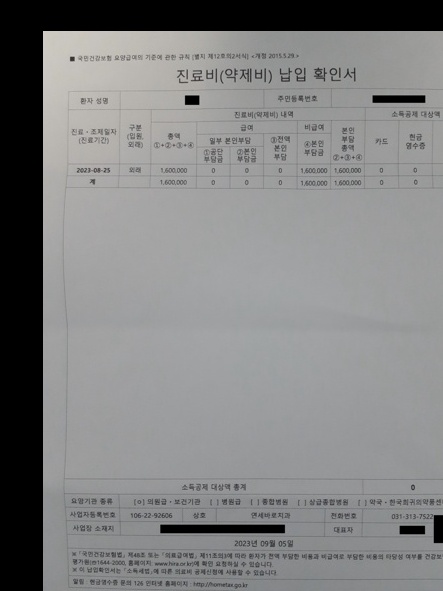 ■ 국민건강보험 요양급여의 기준에 관한 규칙 [별지 제12호의2서식] <개정 2015.5.29.>
진료비(약제비) 납입 확인서
환자 성명 주민등록번호
진료·조제일자 (진료기간)
구분 (입원, 외래)
진료비(약제비) 내역
소득공제 대상액
총액 ①+②+③+④
급여
비급여
본인 부담 총액 ②+③+④
카드
현금 영수증
일부 본인부담
③전액 본인 부담
④본인 부담금
①공단 부담금
②본인 부담금
2023-08-25 외래 1,600,000 0 0 0 1,600,000 1,600,000 0 0
계 1,600,000 0 0 0 1,600,000 1,600,000 0 0
소득공제 대상액 총계 0
요양기관 종류 [o] 의원급·보건기관 [ ] 병원급 [ ] 종합병원 [ ] 상급종합병원 [ ] 약국·한국희귀의약품센
사업자등록번호 106-22-92606 상호 연세바로치과 전화번호 031-313-7522
사업장 소재지 대표자
2023년 09월 05일
※「국민건강보험법」제48조 또는 「의료급여법」제11조의3에 따라 환자가 전액 부담한 비용과 비급여로 부담한 비용의 타당성 여부를 건강보
평가원(☎1644-2000, 홈페이지: www.hira.or.kr)에 확인 요청하실 수 있습니다.
※ 이 납입확인서는 「소득세법」에 따른 의료비 공제신청에 사용할 수 있습니다.
알림 : 현금영수증 문의 126 인터넷 홈페이지 : http://hometax.go.kr